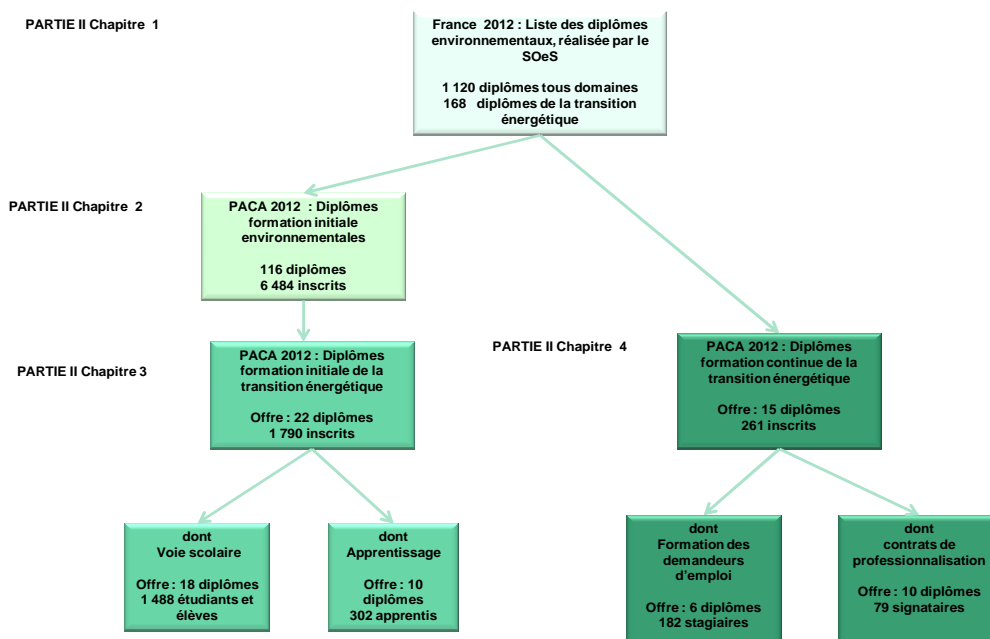 PARTIE II Chapitre 1
France 2012 : Liste des diplômes
environnementaux, réalisée par le
SOeS
1 120 diplômes tous domaines
168 diplômes de la transition
énergétique
PARTIE II Chapitre 2
PACA 2012 : Diplômes
formation initiale
environnementales
116 diplômes
6 484 inscrits
PARTIE II Chapitre 3
PACA 2012 : Diplômes
formation initiale de la
transition énergétique
Offre : 22 diplômes
1 790 inscrits
PARTIE II Chapitre 4
PACA 2012 : Diplômes
formation continue de la
transition énergétique
Offre : 15 diplômes
261 inscrits
dont
Voie scolaire
Offre : 18 diplômes
1 488 étudiants et
élèves
dont
Apprentissage
Offre : 10
diplômes
302 apprentis
dont
Formation des
demandeurs
d'emploi
Offre : 6 diplômes
182 stagiaires
dont
contrats de
professionnalisation
Offre : 10 diplômes
79 signataires